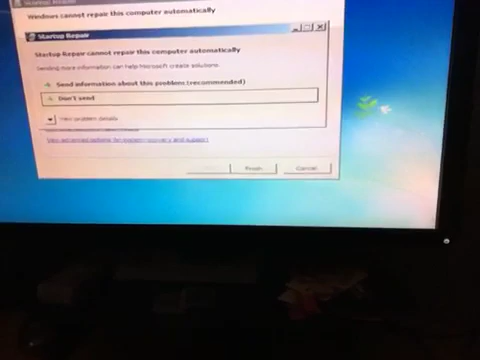 Startup Repair
Windows cannot repair this computer automatically
Startup Repair
Startup Repair cannot repair this computer automatically
Sending more information can help Microsoft create solutions.
Send information about this problem (recommended)
Don't send
View problem details
View advanced options for system recovery and support
Finish
Cancel